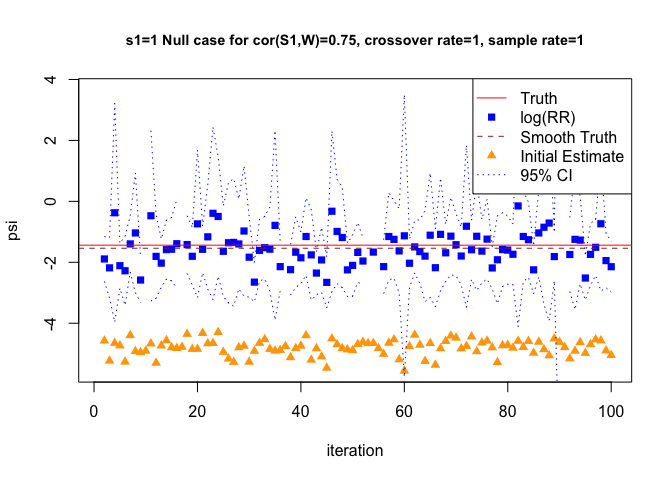 s1=1 Null case for cor(S1,W)=0.75, crossover rate=1, sample rate=1
4
2
0
-2
-4
psi
Truth
log(RR)
Smooth Truth
Initial Estimate
95% CI
0
20
40
60
80
100
iteration